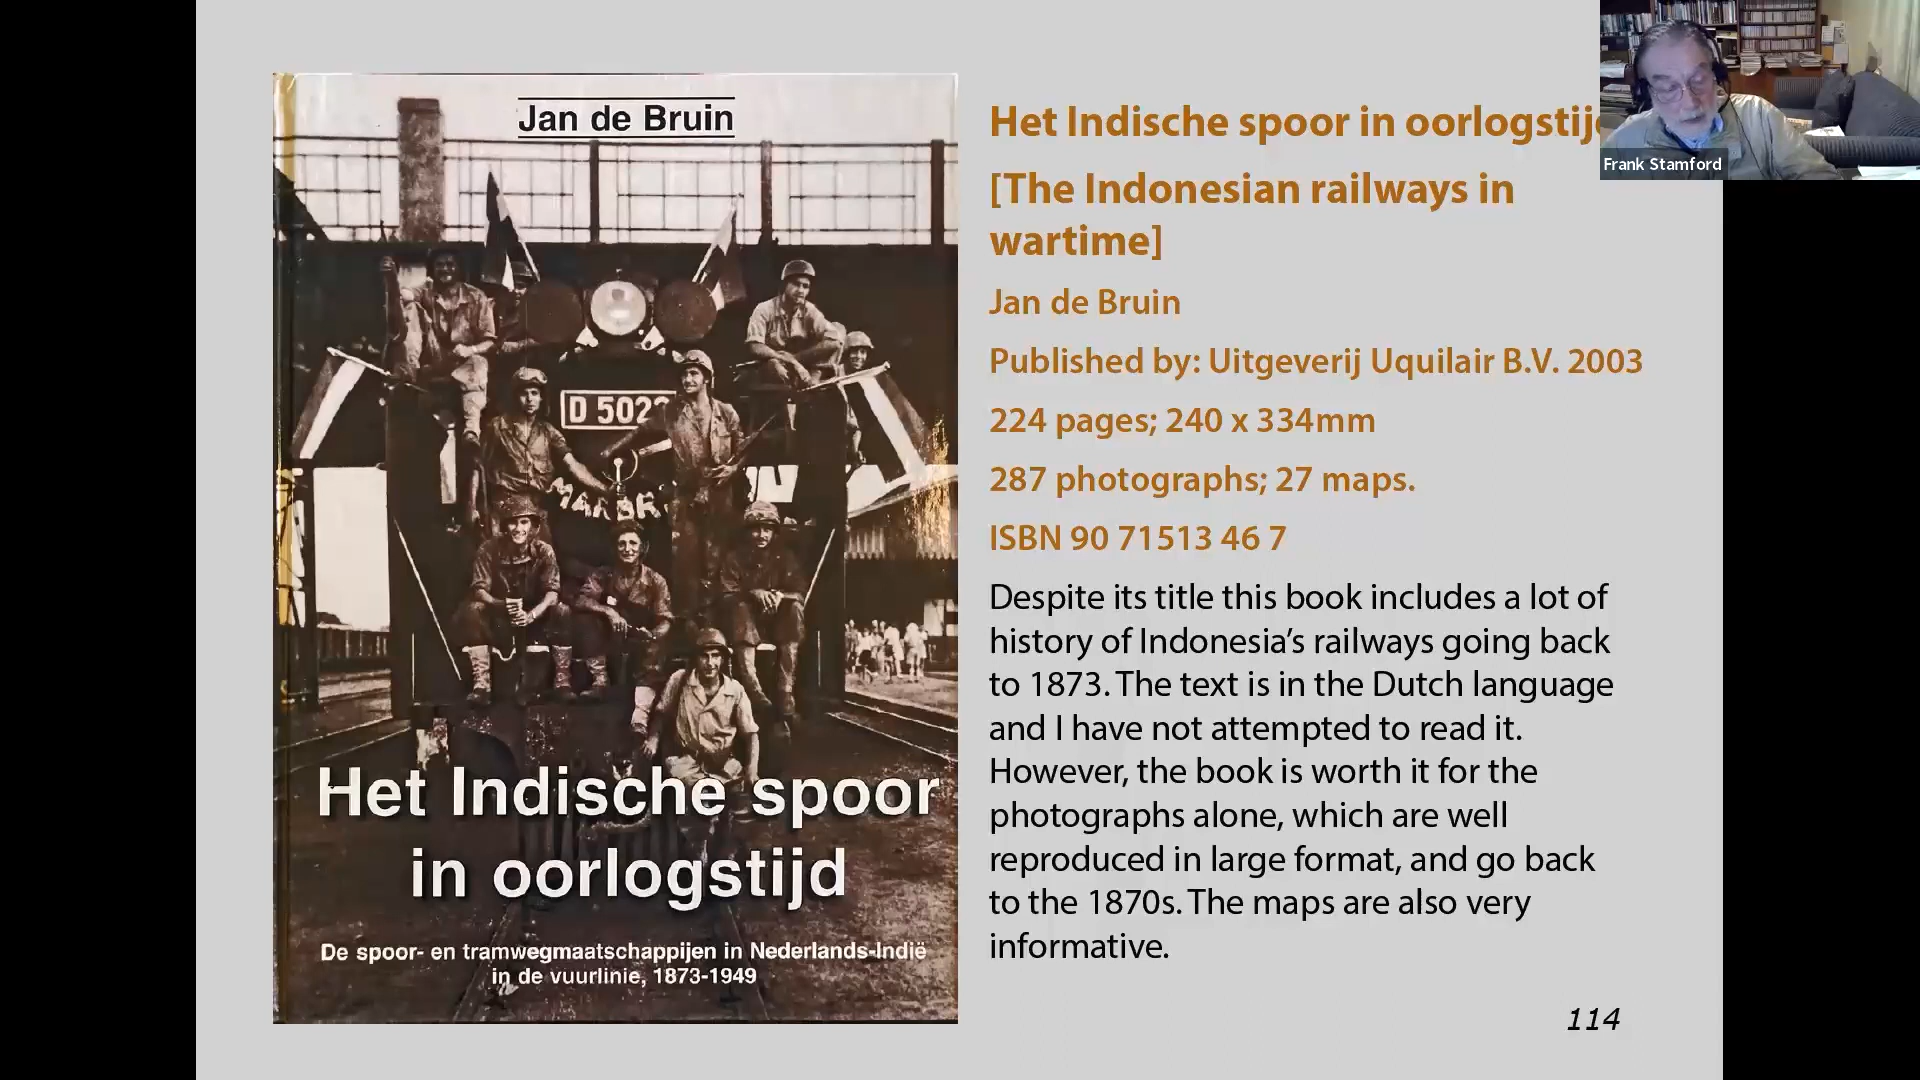 Jan de Bruin
D 502
MARBR
Het Indische spoor
in oorlogstijd
De spoor- en tramwegmaatschappijen in Nederlands-Indië
in de vuurlinie, 1873-1949
Het Indische spoor in oorlogstij
[The Indonesian railways in
wartime]
Jan de Bruin
Published by: Uitgeverij Uquilair B.V. 2003
224 pages; 240 x 334mm
287 photographs; 27 maps.
ISBN 90 71513 46 7
Despite its title this book includes a lot of
history of Indonesia’s railways going back
to 1873. The text is in the Dutch language
and I have not attempted to read it.
However, the book is worth it for the
photographs alone, which are well
reproduced in large format, and go back
to the 1870s. The maps are also very
informative.
114
Frank Stamford